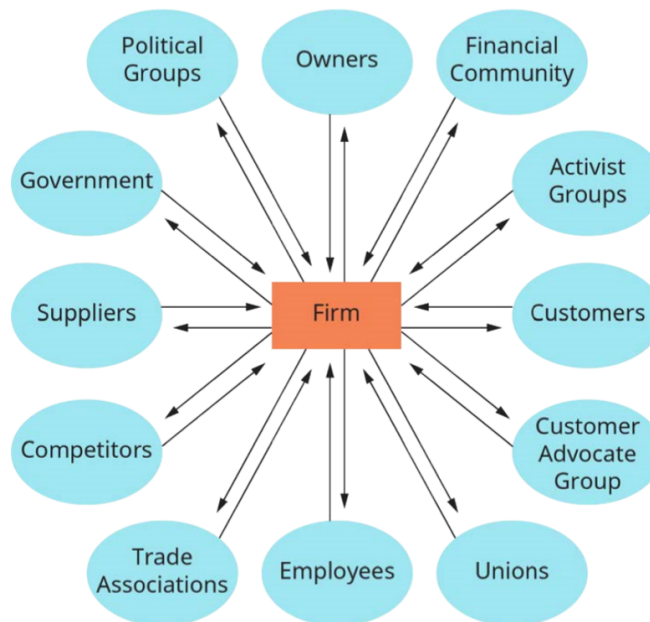 Political
Groups
Owners
Financial
Community
Government
Activist
Groups
Suppliers
Firm
Customers
Competitors
Customer
Advocate
Group
Trade
Associations
Employees
Unions